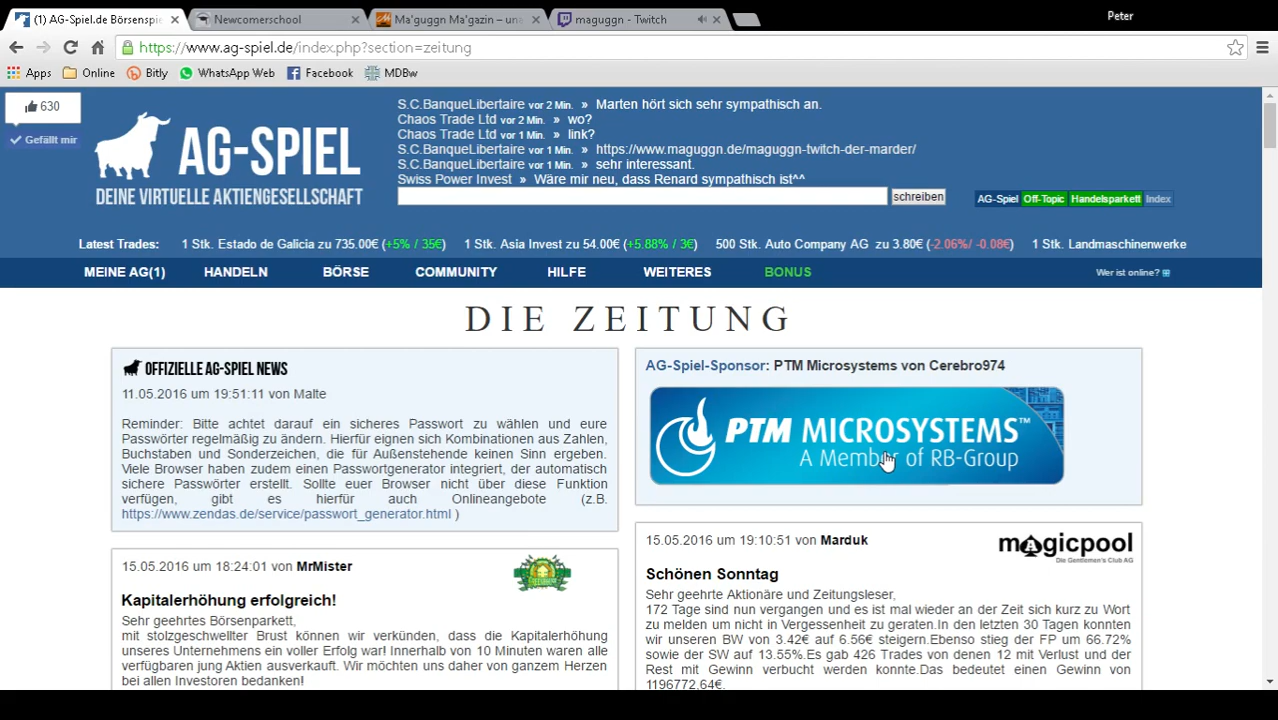 (1) AG-Spiel.de Börsenspie
Newcomerschool
Ma'guggn Ma'gazin – una
maguggn - Twitch
Peter
https://www.ag-spiel.de/index.php?section=zeitung
Apps Online Bitly WhatsApp Web Facebook MDBw
630
Gefällt mir
AG-SPIEL
DEINE VIRTUELLE AKTIENGESELLSCHAFT
S.C.BanqueLibertaire vor 2 Min. » Marten hört sich sehr sympathisch an.
Chaos Trade Ltd vor 2 Min. » wo?
Chaos Trade Ltd vor 1 Min. » link?
S.C.BanqueLibertaire vor 1 Min. » https://www.maguggn.de/maguggn-twitch-der-marder/
S.C.BanqueLibertaire vor 1 Min. » sehr interessant.
Swiss Power Invest » Wäre mir neu, dass Renard sympathisch ist^^
schreiben
AG-Spiel Off-Topic Handelsparkett Index
Latest Trades: 1 Stk. Estado de Galicia zu 735.00€ (+5% / 35€) 1 Stk. Asia Invest zu 54.00€ (+5.88% / 3€) 500 Stk. Auto Company AG zu 3.80€ (-2.06%/ -0.08€) 1 Stk. Landmaschinenwerke
MEINE AG(1) HANDELN BÖRSE COMMUNITY HILFE WEITERES BONUS Wer ist online?
DIE ZEITUNG
OFFIZIELLE AG-SPIEL NEWS
11.05.2016 um 19:51:11 von Malte
Reminder: Bitte achtet darauf ein sicheres Passwort zu wählen und eure
Passwörter regelmäßig zu ändern. Hierfür eignen sich Kombinationen aus Zahlen,
Buchstaben und Sonderzeichen, die für Außenstehende keinen Sinn ergeben.
Viele Browser haben zudem einen Passwortgenerator integriert, der automatisch
sichere Passwörter erstellt. Sollte euer Browser nicht über diese Funktion
verfügen, gibt es hierfür auch Onlineangebote (z.B.
https://www.zendas.de/service/passwort_generator.html )
AG-Spiel-Sponsor: PTM Microsystems von Cerebro974
PTM MICROSYSTEMS™
A Member of RB-Group
15.05.2016 um 18:24:01 von MrMister
Kapitalerhöhung erfolgreich!
Sehr geehrtes Börsenparkett,
mit stolzgeschwellter Brust können wir verkünden, dass die Kapitalerhöhung
unseres Unternehmens ein voller Erfolg war! Innerhalb von 10 Minuten waren alle
verfügbaren jung Aktien ausverkauft. Wir möchten uns daher von ganzem Herzen
bei allen Investoren bedanken!
15.05.2016 um 19:10:51 von Marduk
magicpool
Die Gentlemen's Club AG
Schönen Sonntag
Sehr geehrte Aktionäre und Zeitungsleser,
172 Tage sind nun vergangen und es ist mal wieder an der Zeit sich kurz zu Wort
zu melden um nicht in Vergessenheit zu geraten.In den letzten 30 Tagen konnten
wir unseren BW von 3.42€ auf 6.56€ steigern.Ebenso stieg der FP um 66.72%
sowie der SW auf 13.55%.Es gab 426 Trades von denen 12 mit Verlust und der
Rest mit Gewinn verbucht werden konnte.Das bedeutet einen Gewinn von
1196772,64€.